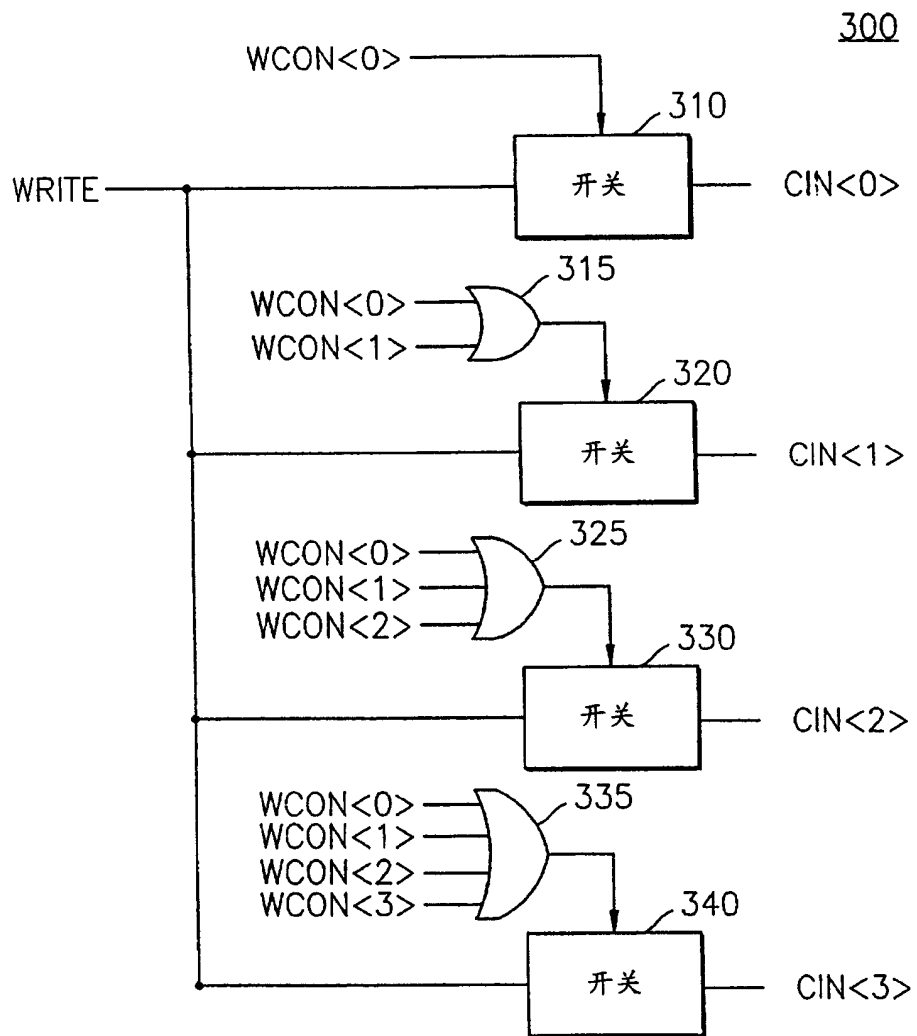 300
WCON<0>
310
WRITE
开关
CIN<0>
315
WCON<0>
WCON<1>
320
开关
CIN<1>
325
WCON<0>
WCON<1>
WCON<2>
330
开关
CIN<2>
335
WCON<0>
WCON<1>
WCON<2>
WCON<3>
340
开关
CIN<3>